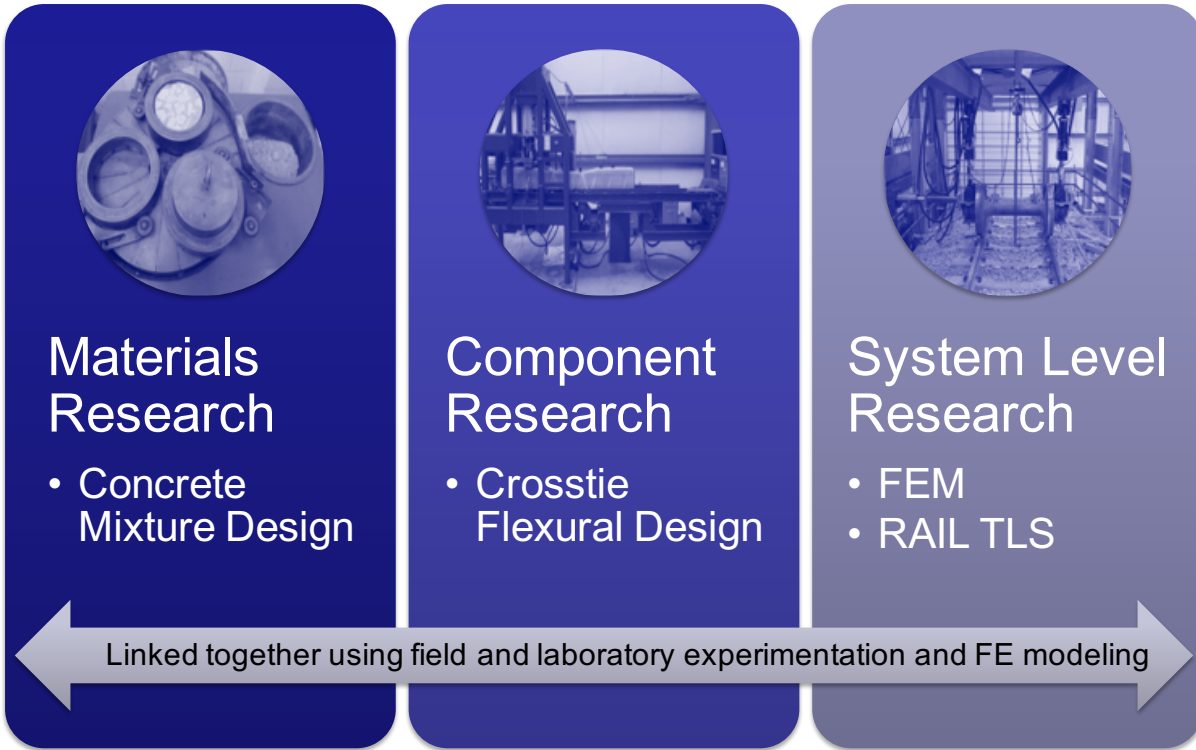 Materials
Research
• Concrete
Mixture Design
Component
Research
• Crosstie
Flexural Design
System Level
Research
• FEM
• RAIL TLS
Linked together using field and laboratory experimentation and FE modeling